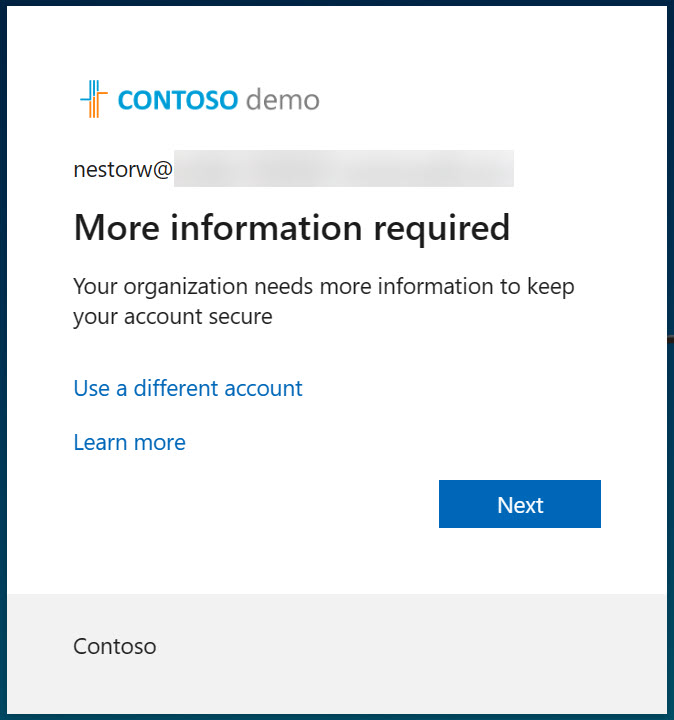 CONTOSO demo
nestorw@
More information required
Your organization needs more information to keep
your account secure
Use a different account
Learn more
Next
Contoso